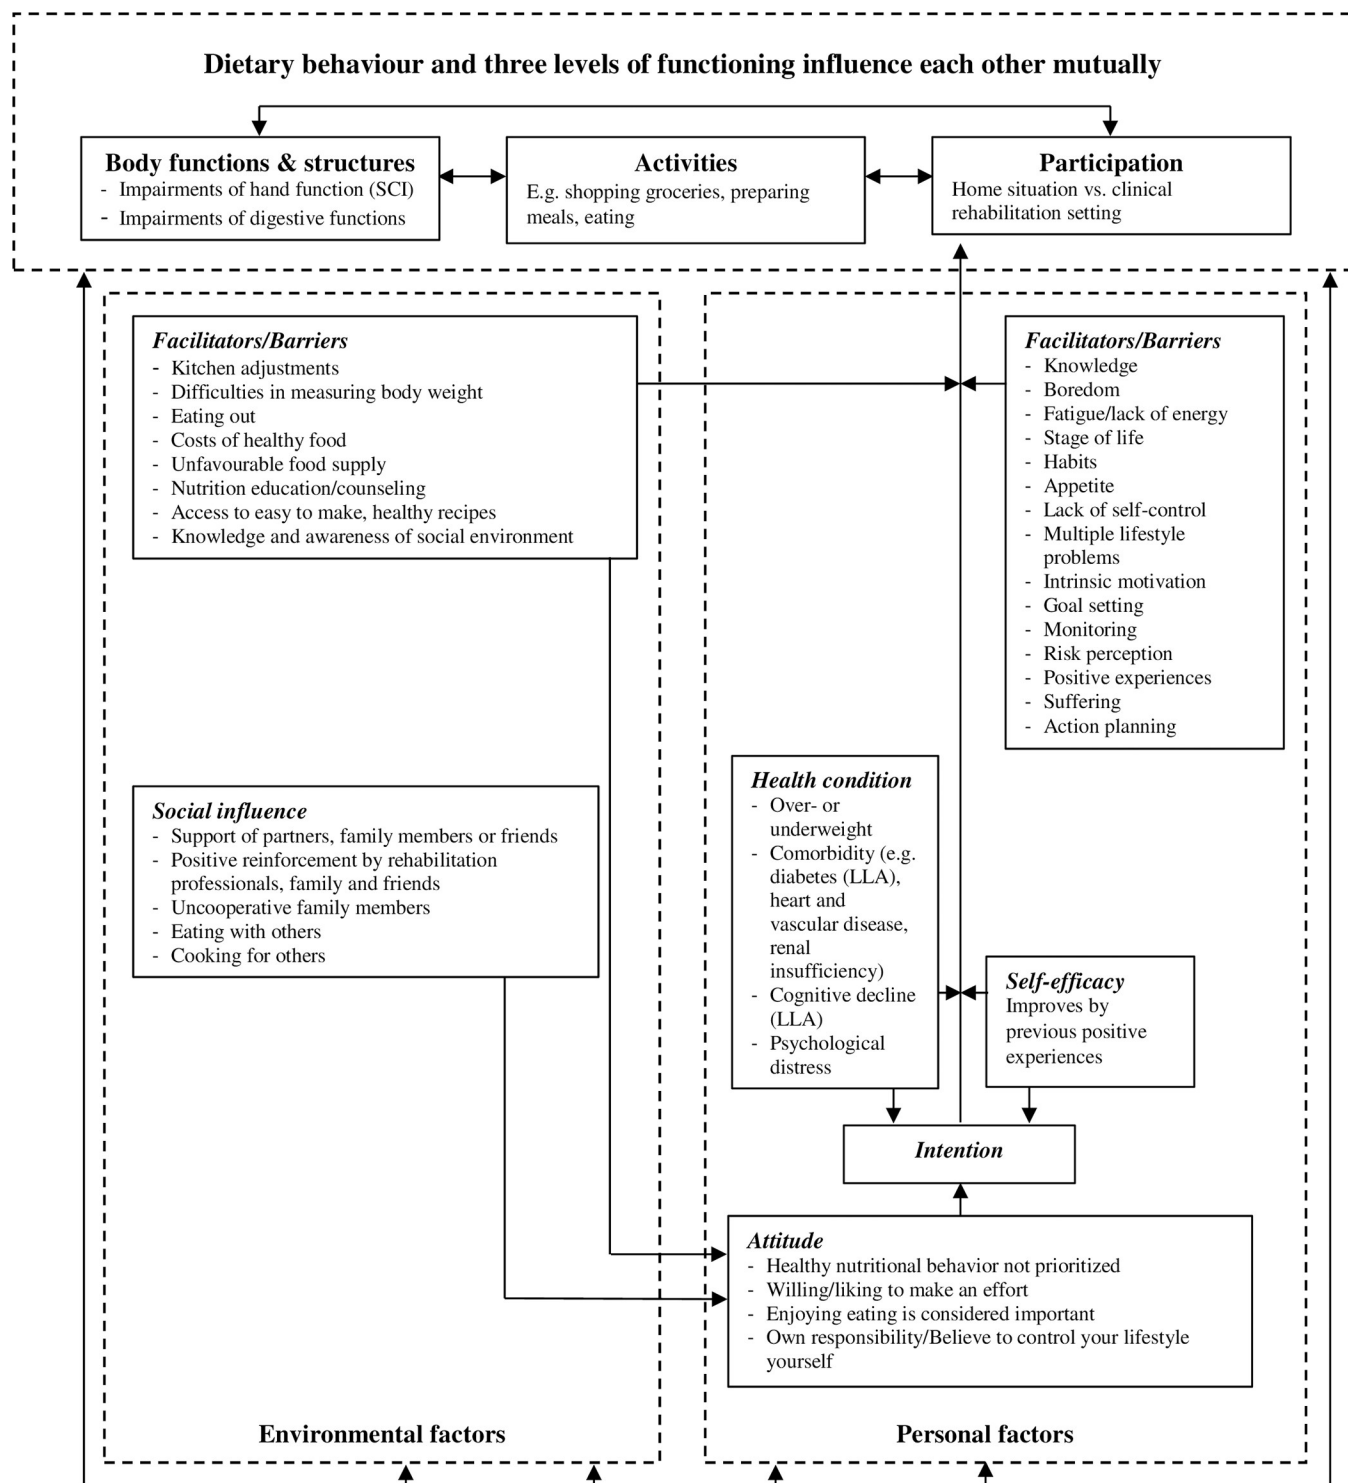 Dietary behaviour and three levels of functioning influence each other mutually
Body functions & structures
- Impairments of hand function (SCI)
- Impairments of digestive functions
Activities
E.g. shopping groceries, preparing
meals, eating
Participation
Home situation vs. clinical
rehabilitation setting
Facilitators/Barriers
- Kitchen adjustments
- Difficulties in measuring body weight
- Eating out
- Costs of healthy food
- Unfavourable food supply
- Nutrition education/counseling
- Access to easy to make, healthy recipes
- Knowledge and awareness of social environment
Social influence
- Support of partners, family members or friends
- Positive reinforcement by rehabilitation
professionals, family and friends
- Uncooperative family members
- Eating with others
- Cooking for others
Environmental factors
Facilitators/Barriers
- Knowledge
- Boredom
- Fatigue/lack of energy
- Stage of life
- Habits
- Appetite
- Lack of self-control
- Multiple lifestyle
problems
- Intrinsic motivation
- Goal setting
- Monitoring
- Risk perception
- Positive experiences
- Suffering
- Action planning
Health condition
- Over- or
underweight
- Comorbidity (e.g.
diabetes (LLA),
heart and
vascular disease,
renal
insufficiency)
- Cognitive decline
(LLA)
- Psychological
distress
Self-efficacy
Improves by
previous positive
experiences
Intention
Attitude
- Healthy nutritional behavior not prioritized
- Willing/liking to make an effort
- Enjoying eating is considered important
- Own responsibility/Believe to control your lifestyle
yourself
Personal factors